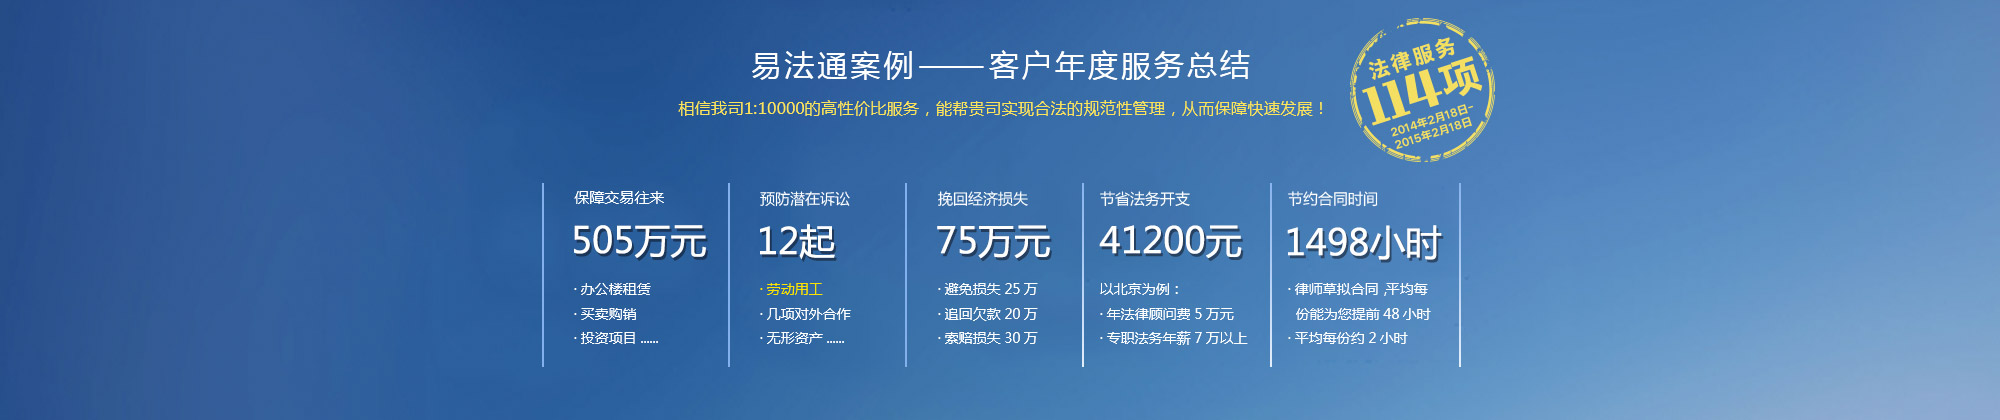 易法通案例——客户年度服务总结
相信我司1:10000的高性价比服务，能帮贵司实现合法的规范性管理，从而保障快速发展！
法律服务
114项
2014年2月18日-
2015年2月18日
保障交易往来
505万元
· 办公楼租赁
· 买卖购销
· 投资项目 ......
预防潜在诉讼
12起
· 劳动用工
· 几项对外合作
· 无形资产 ......
挽回经济损失
75万元
· 避免损失 25 万
· 追回欠款 20 万
· 索赔损失 30 万
节省法务开支
41200元
以北京为例：
· 年法律顾问费 5 万元
· 专职法务年薪 7 万以上
节约合同时间
1498小时
· 律师草拟合同 ,平均每
份能为您提前 48 小时
· 平均每份约 2 小时